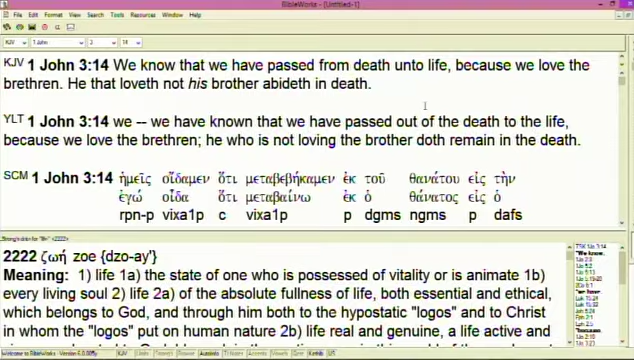 BibleWorks - [Untitled-1]
File Edit Format View Search Tools Resources Window Help
KJV 1 John 3 14
KJV 1 John 3:14 We know that we have passed from death unto life, because we love the
brethren. He that loveth not his brother abideth in death.
YLT 1 John 3:14 we -- we have known that we have passed out of the death to the life,
because we love the brethren; he who is not loving the brother doth remain in the death.
SCM 1 John 3:14 ἡμεῖς οἴδαμεν ὅτι μεταβεβήκαμεν ἐκ τοῦ θανάτου εἰς τὴν
ἐγώ οἶδα ὅτι μεταβαίνω ἐκ ὁ θάνατος εἰς ὁ
rpn-p vixa1p c vixa1p p dgms ngms p dafs
2222 ζωή zoe {dzo-ay'}
Meaning: 1) life 1a) the state of one who is possessed of vitality or is animate 1b)
every living soul 2) life 2a) of the absolute fullness of life, both essential and ethical,
which belongs to God, and through him both to the hypostatic "logos" and to Christ
in whom the "logos" put on human nature 2b) life real and genuine, a life active and
TSK 1Jo 3:14
"We know.